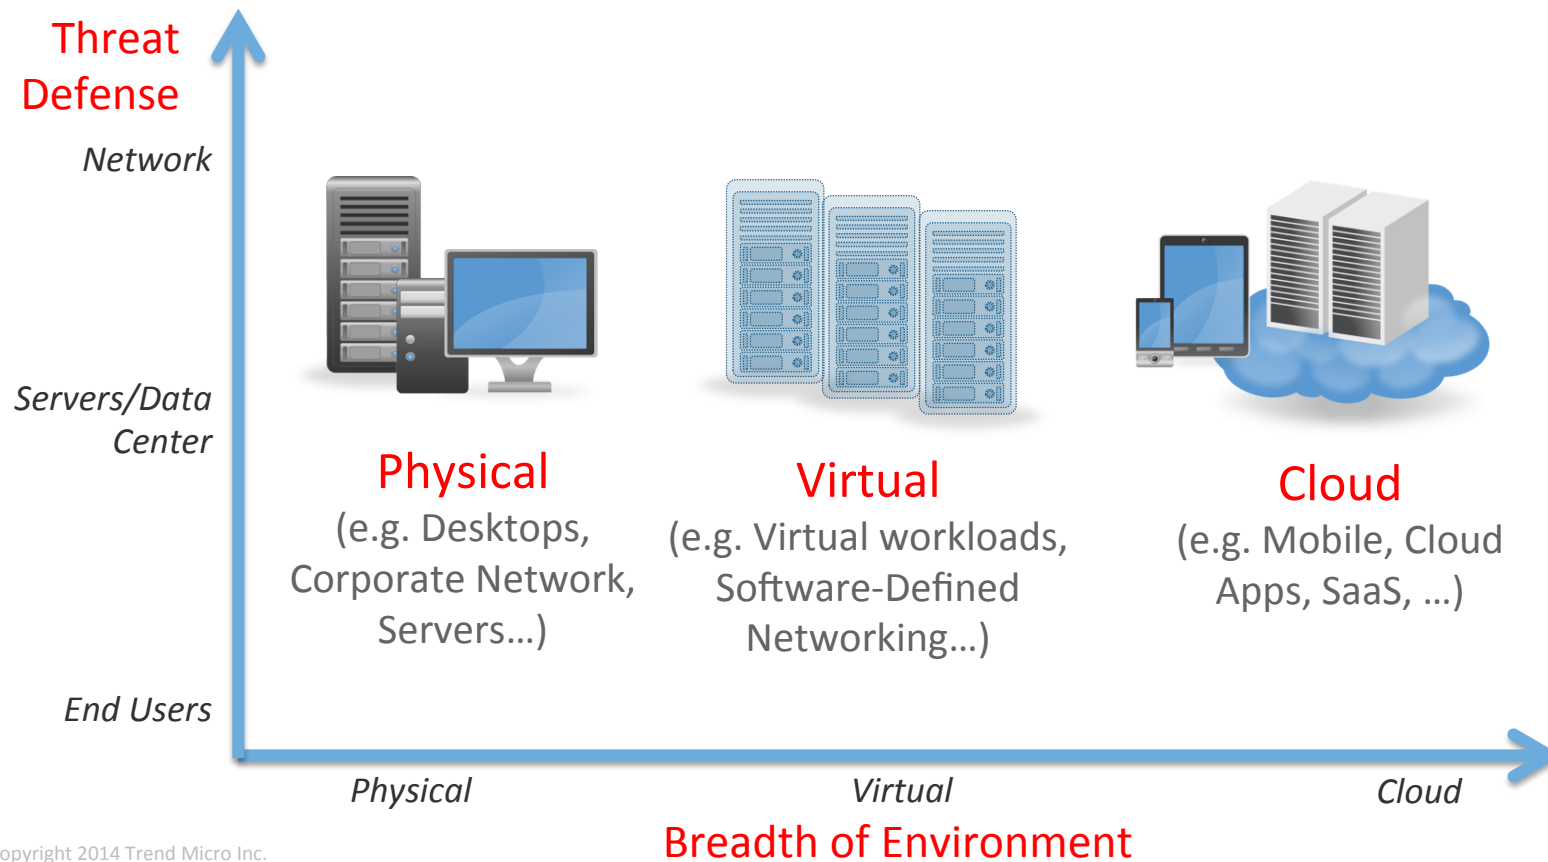 Threat
Defense
Network
Servers/Data
Center
End Users
Physical
(e.g. Desktops,
Corporate Network,
Servers…)
Virtual
(e.g. Virtual workloads,
Software-Defined
Networking…)
Cloud
(e.g. Mobile, Cloud
Apps, SaaS, …)
Physical
Virtual
Cloud
Breadth of Environment
opyright 2014 Trend Micro Inc.